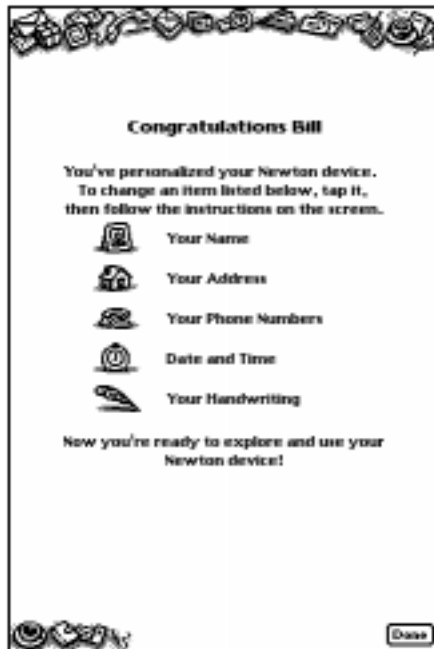 Congratulations Bill
You've personalized your Newton device.
To change an item listed below, tap it,
then follow the instructions on the screen.
Your Name
Your Address
Your Phone Numbers
Date and Time
Your Handwriting
Now you're ready to explore and use your
Newton device!
Done